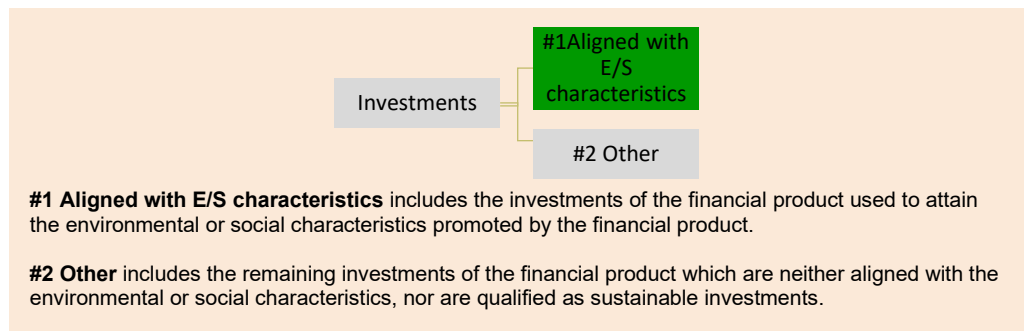 #1Aligned with
E/S
characteristics
Investments
#2 Other
#1 Aligned with E/S characteristics includes the investments of the financial product used to attain
the environmental or social characteristics promoted by the financial product.
#2 Other includes the remaining investments of the financial product which are neither aligned with the
environmental or social characteristics, nor are qualified as sustainable investments.